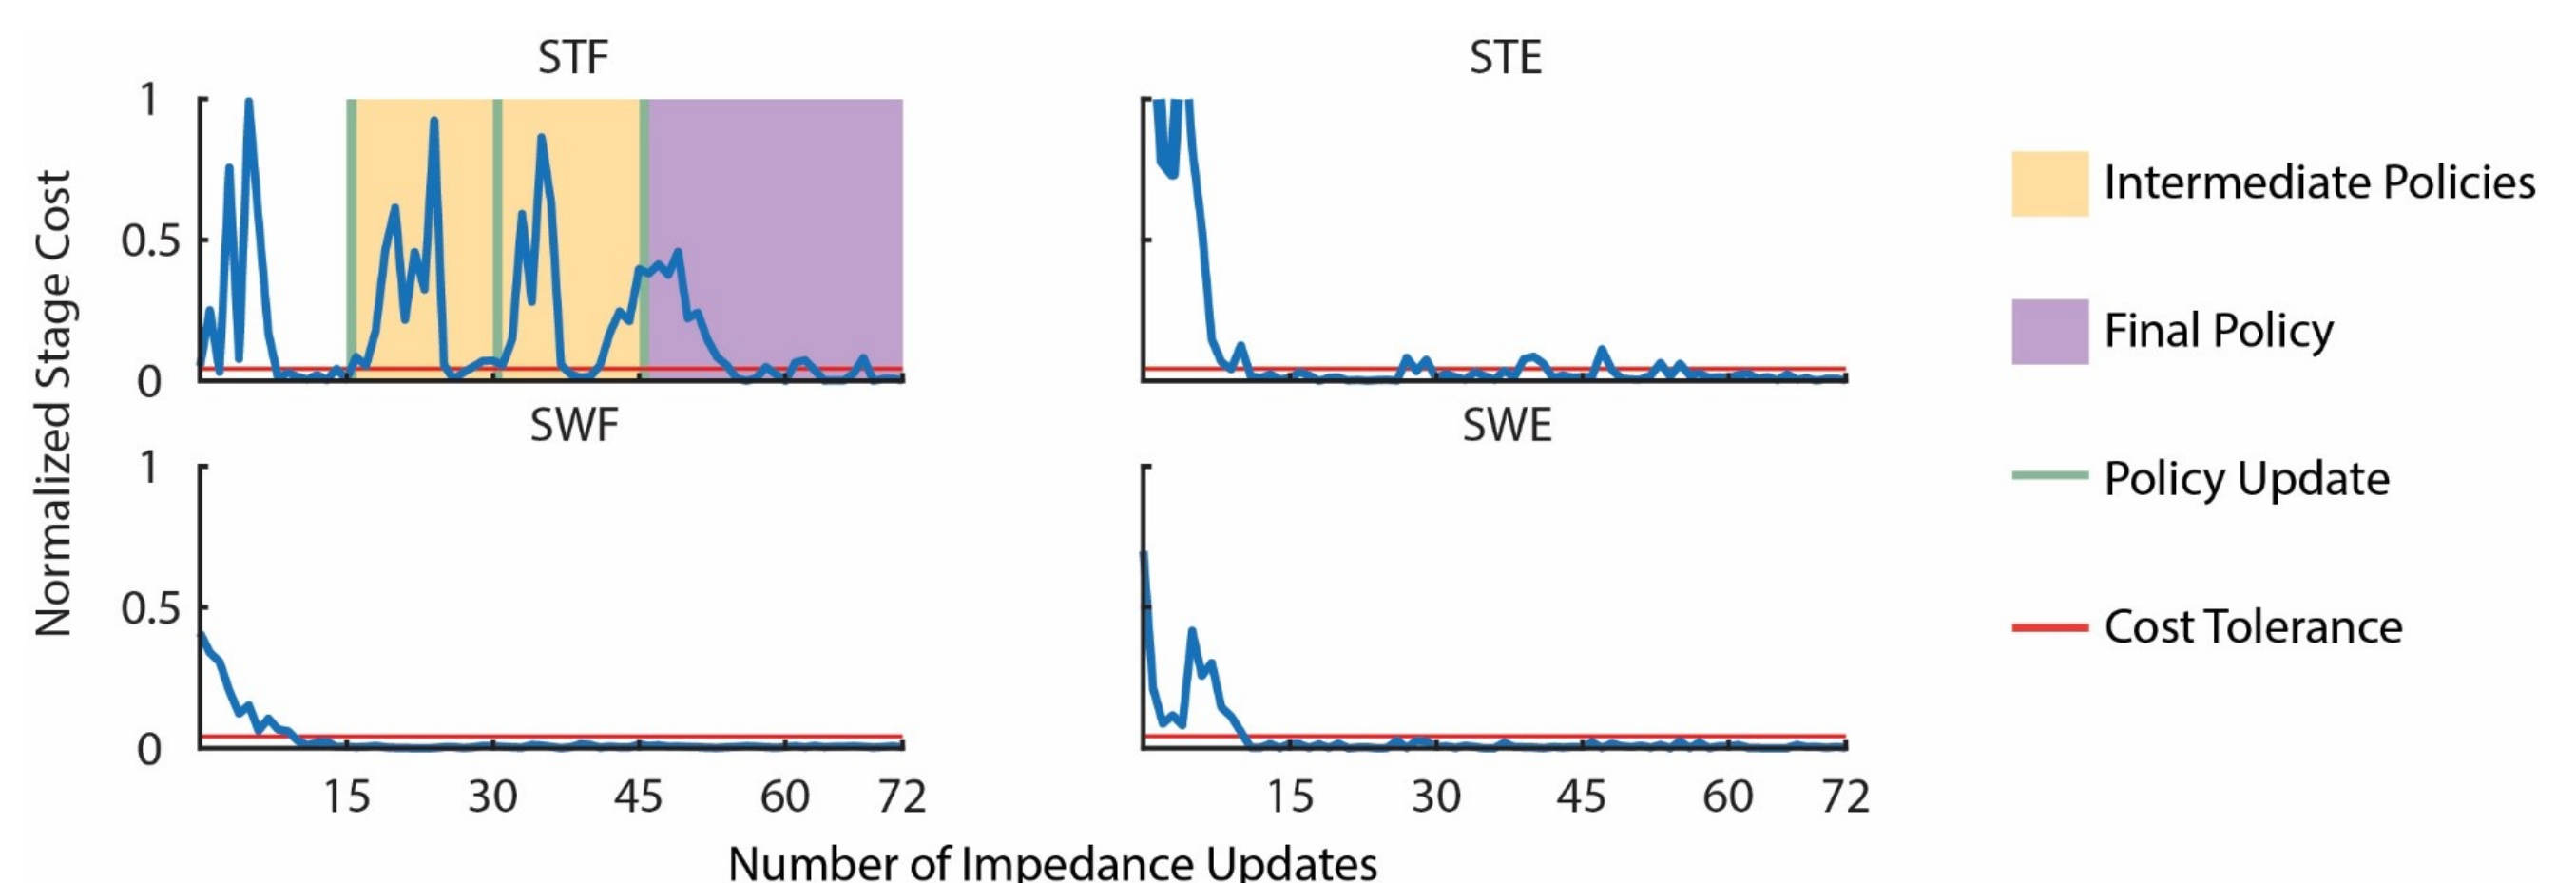 STF
STE
Normalized Stage Cost
1
0.5
0
SWF
SWE
1
0.5
0
15 30 45 60 72
15 30 45 60 72
Number of Impedance Updates
Intermediate Policies
Final Policy
Policy Update
Cost Tolerance